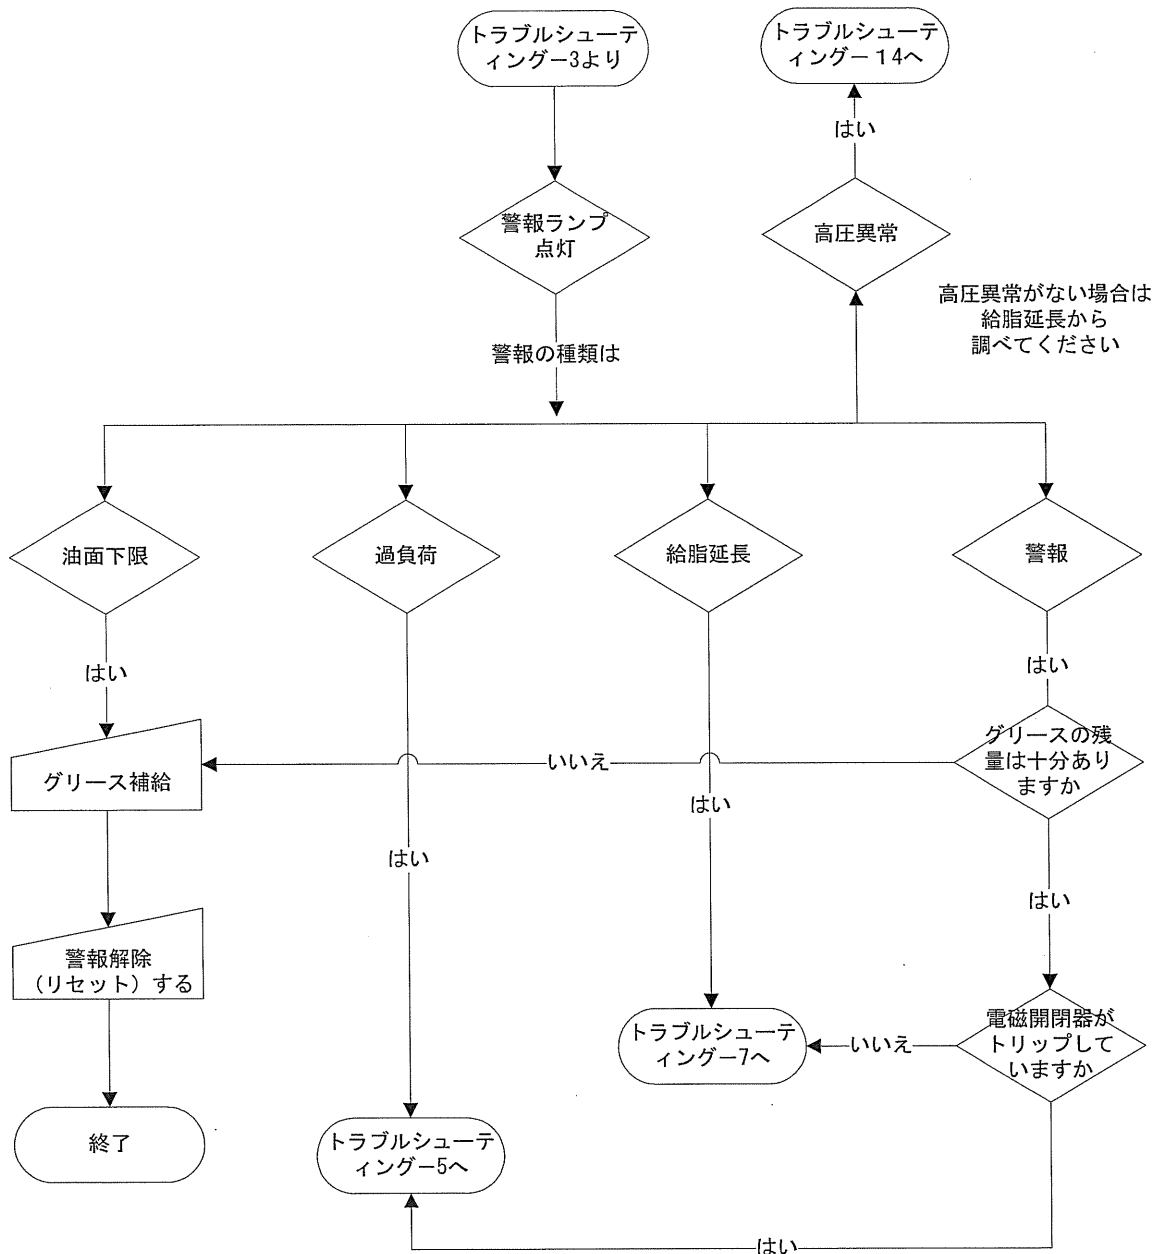 トラブルシューテ
ィングー3より
トラブルシューテ
ィングー14へ
はい
警報ランプ
点灯
高圧異常
高圧異常がない場合は
給脂延長から
調べてください
警報の種類は
油面下限
過負荷
給脂延長
警報
はい
はい
グリースの残
量は十分あり
ますか
いいえ
グリース補給
はい
はい
はい
警報解除
（リセット）する
電磁開閉器が
トリップして
いますか
いいえ
トラブルシューテ
ィングー7へ
終了
トラブルシューテ
ィングー5へ
はい